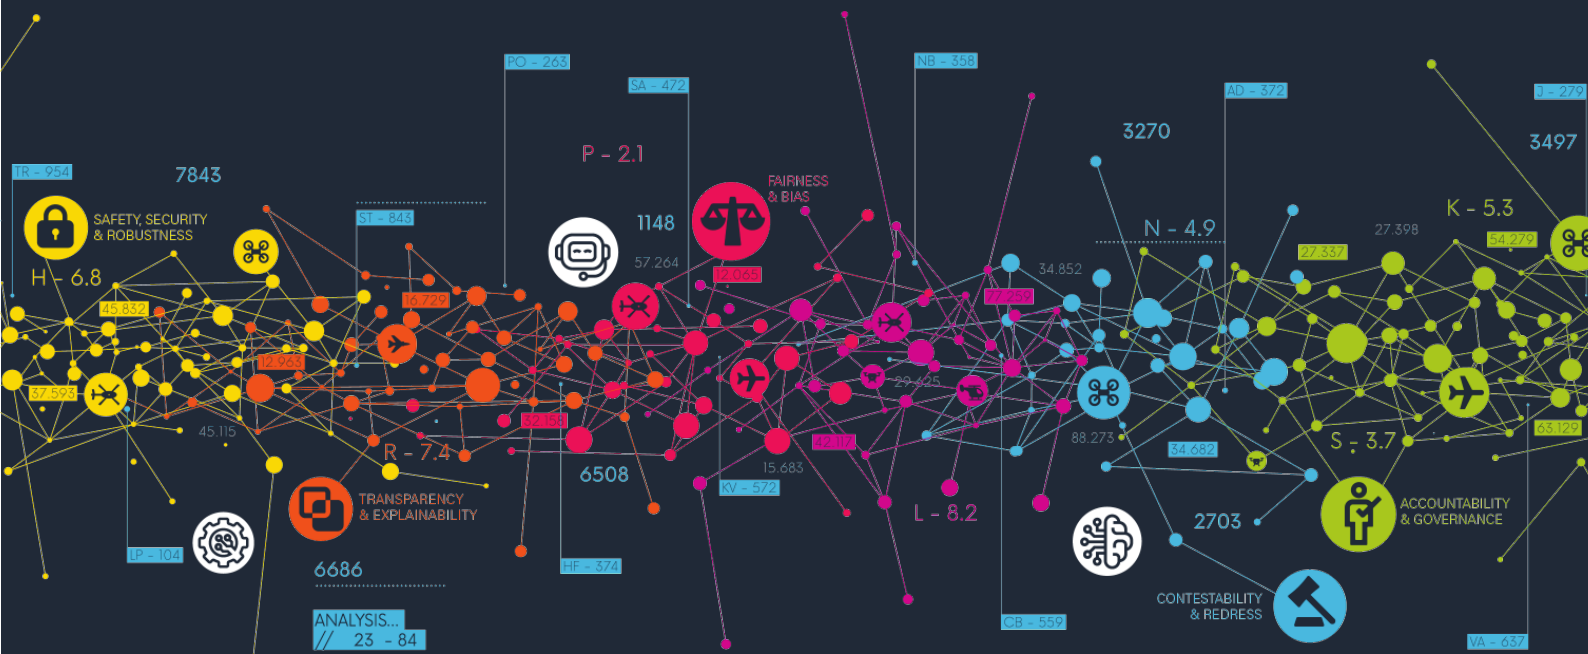 PO - 263
NB - 358
SA - 472
AD - 372
J - 279
3270
3497
P - 2.1
TR - 954
7843
FAIRNESS
& BIAS
ST - 843
SAFETY, SECURITY
& ROBUSTNESS
1148
N - 4.9
K - 5.3
27.398
54.279
27.337
57.264
12.065
34.852
H - 6.8
45.832
16.729
77.259
12.963
37.593
29.625
32.158
45.115
42.117
88.273
34.682
63.129
R - 7.4
S - 3.7
15.683
6508
KV - 572
TRANSPARENCY
& EXPLAINABILITY
L - 8.2
2703
ACCOUNTABILITY
& GOVERNANCE
LP - 104
HF - 374
6686
CONTESTABILITY
& REDRESS
CB - 559
ANALYSIS...
// 23 - 84
VA - 637